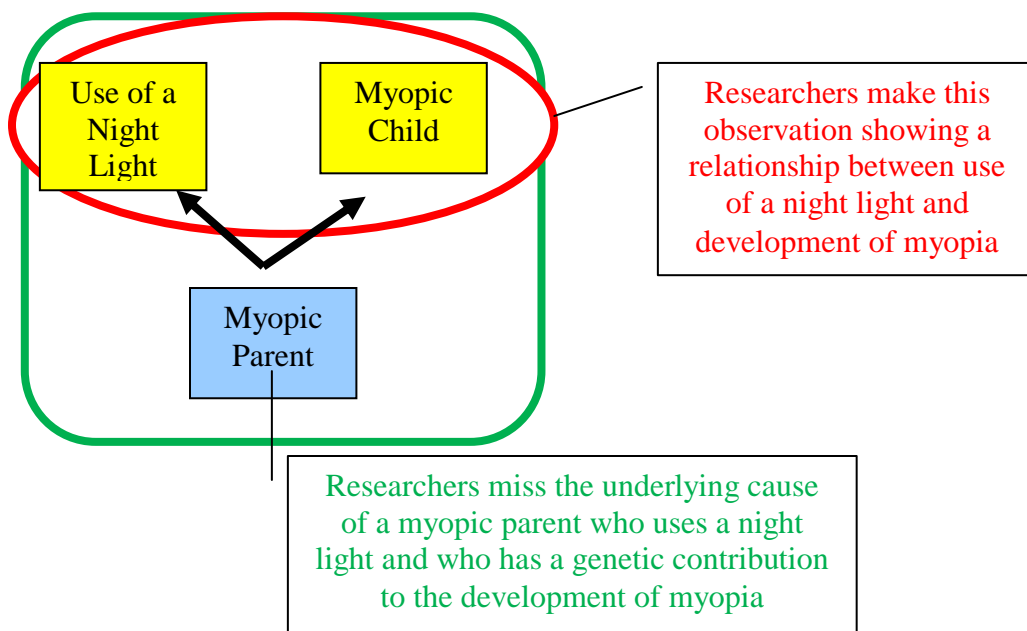 Use of a
Night
Light
Myopic
Child
Researchers make this
observation showing a
relationship between use
of a night light and
development of myopia
Myopic
Parent
Researchers miss the underlying cause
of a myopic parent who uses a night
light and who has a genetic contribution
to the development of myopia